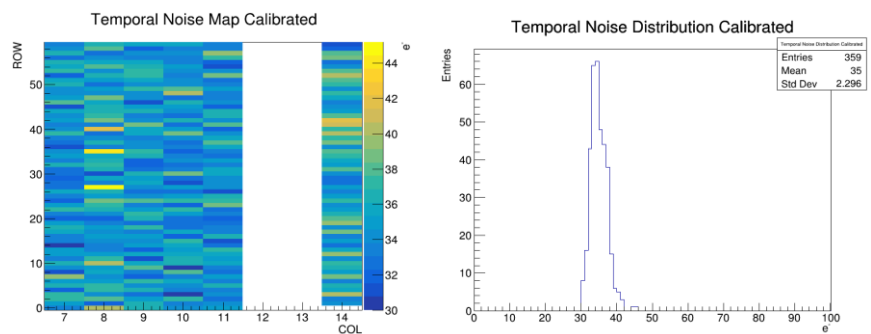 Temporal Noise Map Calibrated
ROW
50
40
30
20
10
0
7 8 9 10 11 12 13 14
COL
e-
44
42
40
38
36
34
32
30
Temporal Noise Distribution Calibrated
Temporal Noise Distribution Calibrated
Entries 359
Mean 35
Std Dev 2.296
Entries
60
50
40
30
20
10
0
0 10 20 30 40 50 60 70 80 90 100
e-